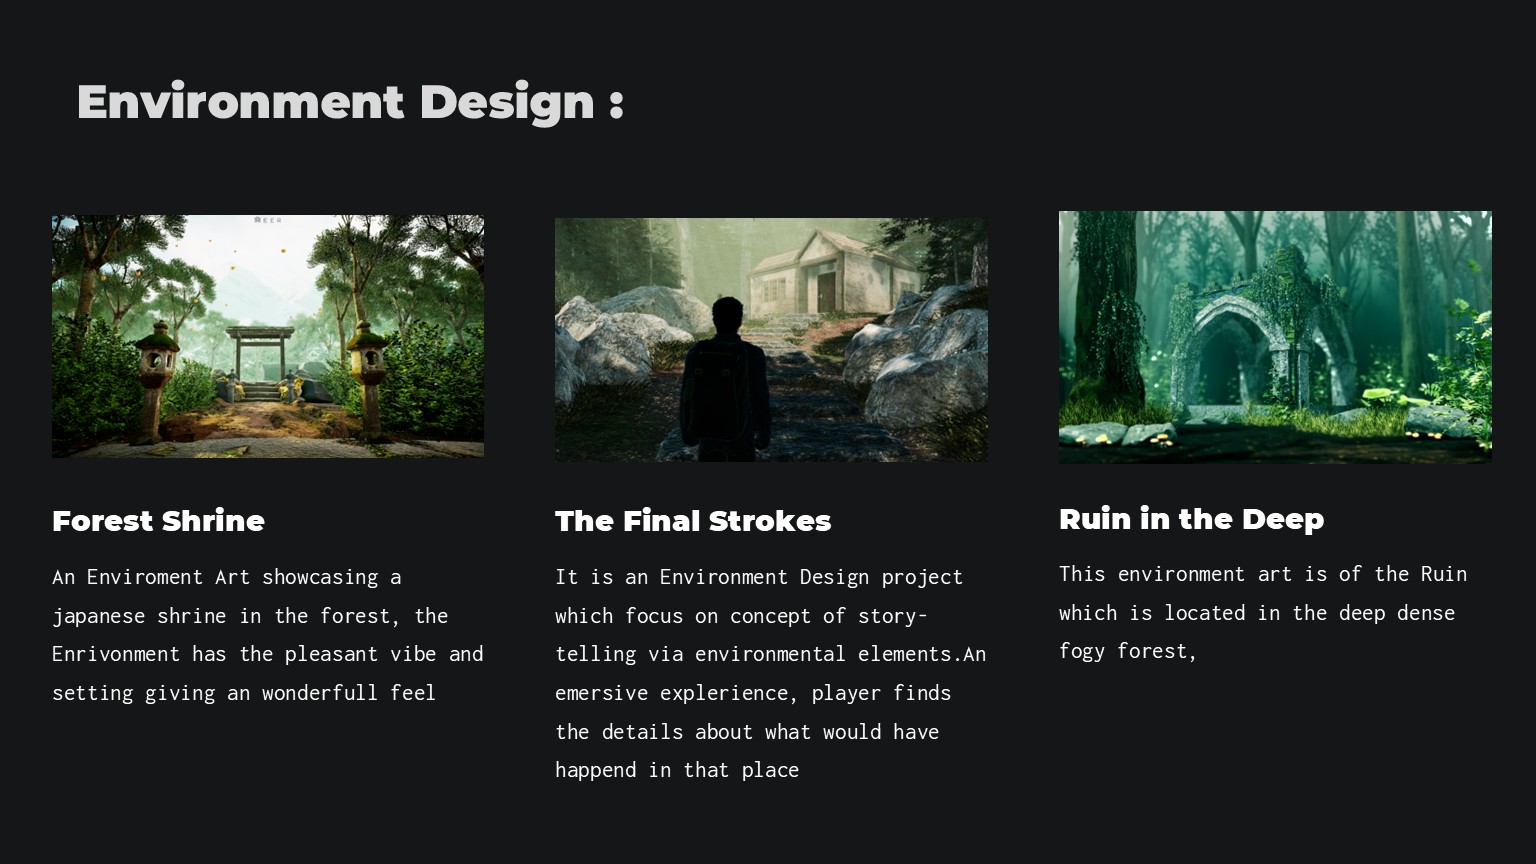 Environment Design :
Forest Shrine
An Enviroment Art showcasing a
japanese shrine in the forest, the
Enrivonment has the pleasant vibe and
setting giving an wonderfull feel
The Final Strokes
It is an Environment Design project
which focus on concept of story-
telling via environmental elements.An
emersive explerience, player finds
the details about what would have
happend in that place
Ruin in the Deep
This environment art is of the Ruin
which is located in the deep dense
fogy forest,